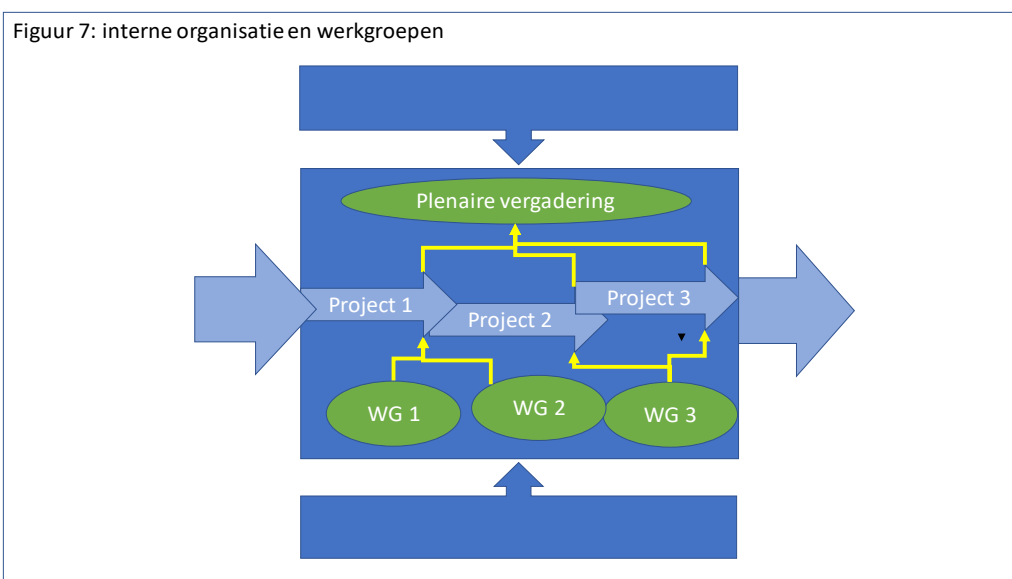 Figuur 7: interne organisatie en werkgroepen
Plenaire vergadering
Project 1
Project 2
Project 3
WG 1
WG 2
WG 3